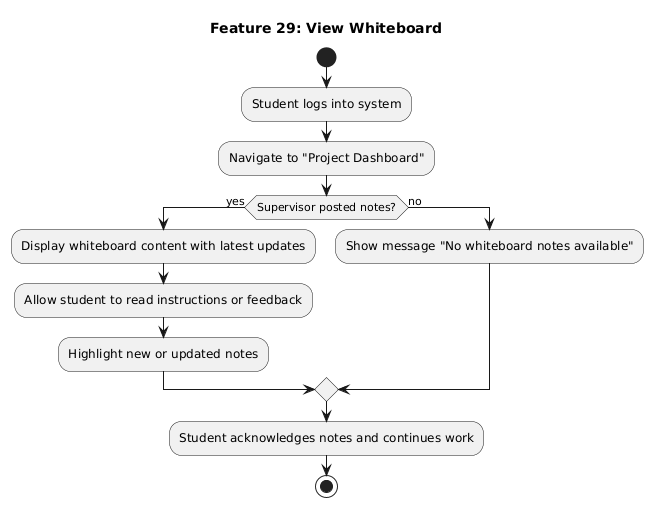 Feature 29: View Whiteboard
Student logs into system
Navigate to "Project Dashboard"
yes
Supervisor posted notes?
no
Display whiteboard content with latest updates
Show message "No whiteboard notes available"
Allow student to read instructions or feedback
Highlight new or updated notes
Student acknowledges notes and continues work